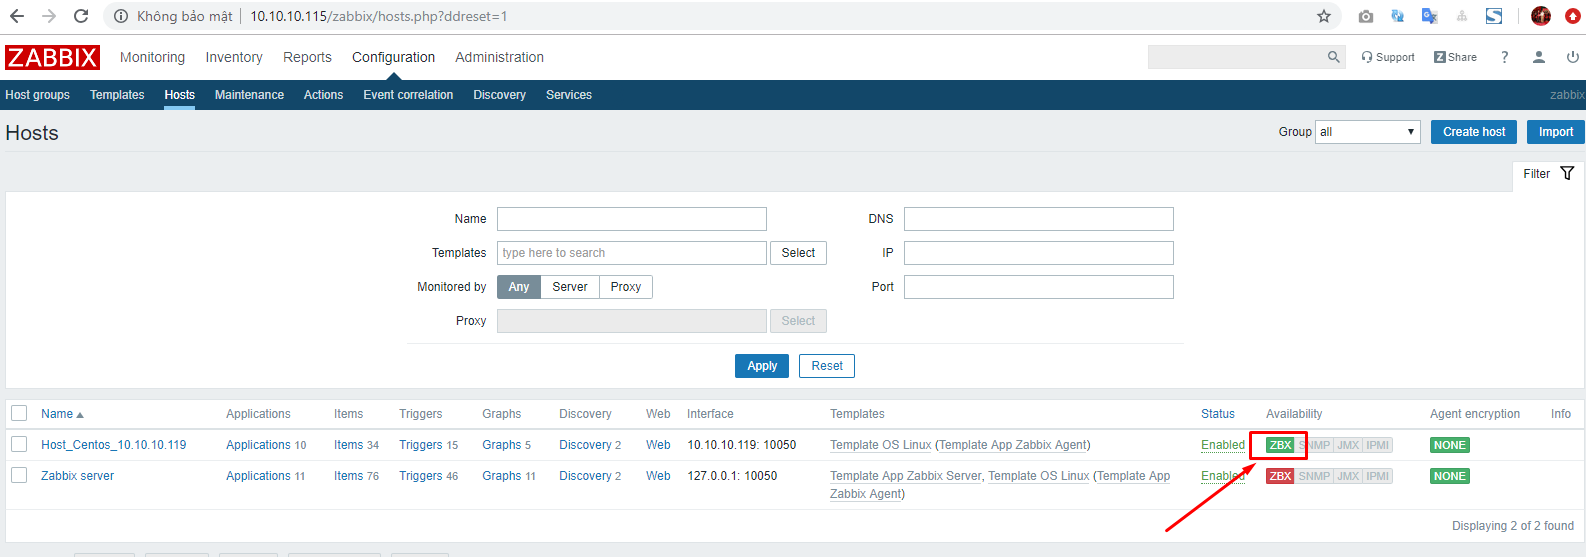 Không bảo mật | 10.10.10.115/zabbix/hosts.php?ddreset=1
ZABBIX Monitoring Inventory Reports Configuration Administration Support Z Share ?
Host groups Templates Hosts Maintenance Actions Event correlation Discovery Services zabbix
Hosts Group all Create host Import
Filter
Name DNS
Templates type here to search Select IP
Monitored by Any Server Proxy Port
Proxy Select
Apply Reset
Name Applications Items Triggers Graphs Discovery Web Interface Templates Status Availability Agent encryption Info
Host_Centos_10.10.10.119 Applications 10 Items 34 Triggers 15 Graphs 5 Discovery 2 Web 10.10.10.119: 10050 Template OS Linux (Template App Zabbix Agent) Enabled ZBX SNMP JMX IPMI NONE
Zabbix server Applications 11 Items 76 Triggers 46 Graphs 11 Discovery 2 Web 127.0.0.1: 10050 Template App Zabbix Server, Template OS Linux (Template App Zabbix Agent) Enabled ZBX SNMP JMX IPMI NONE
Displaying 2 of 2 found